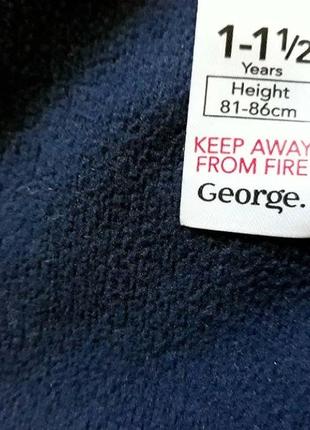 1-1½
Years
Height
81-86cm
KEEP AWAY
FROM FIRE
George.